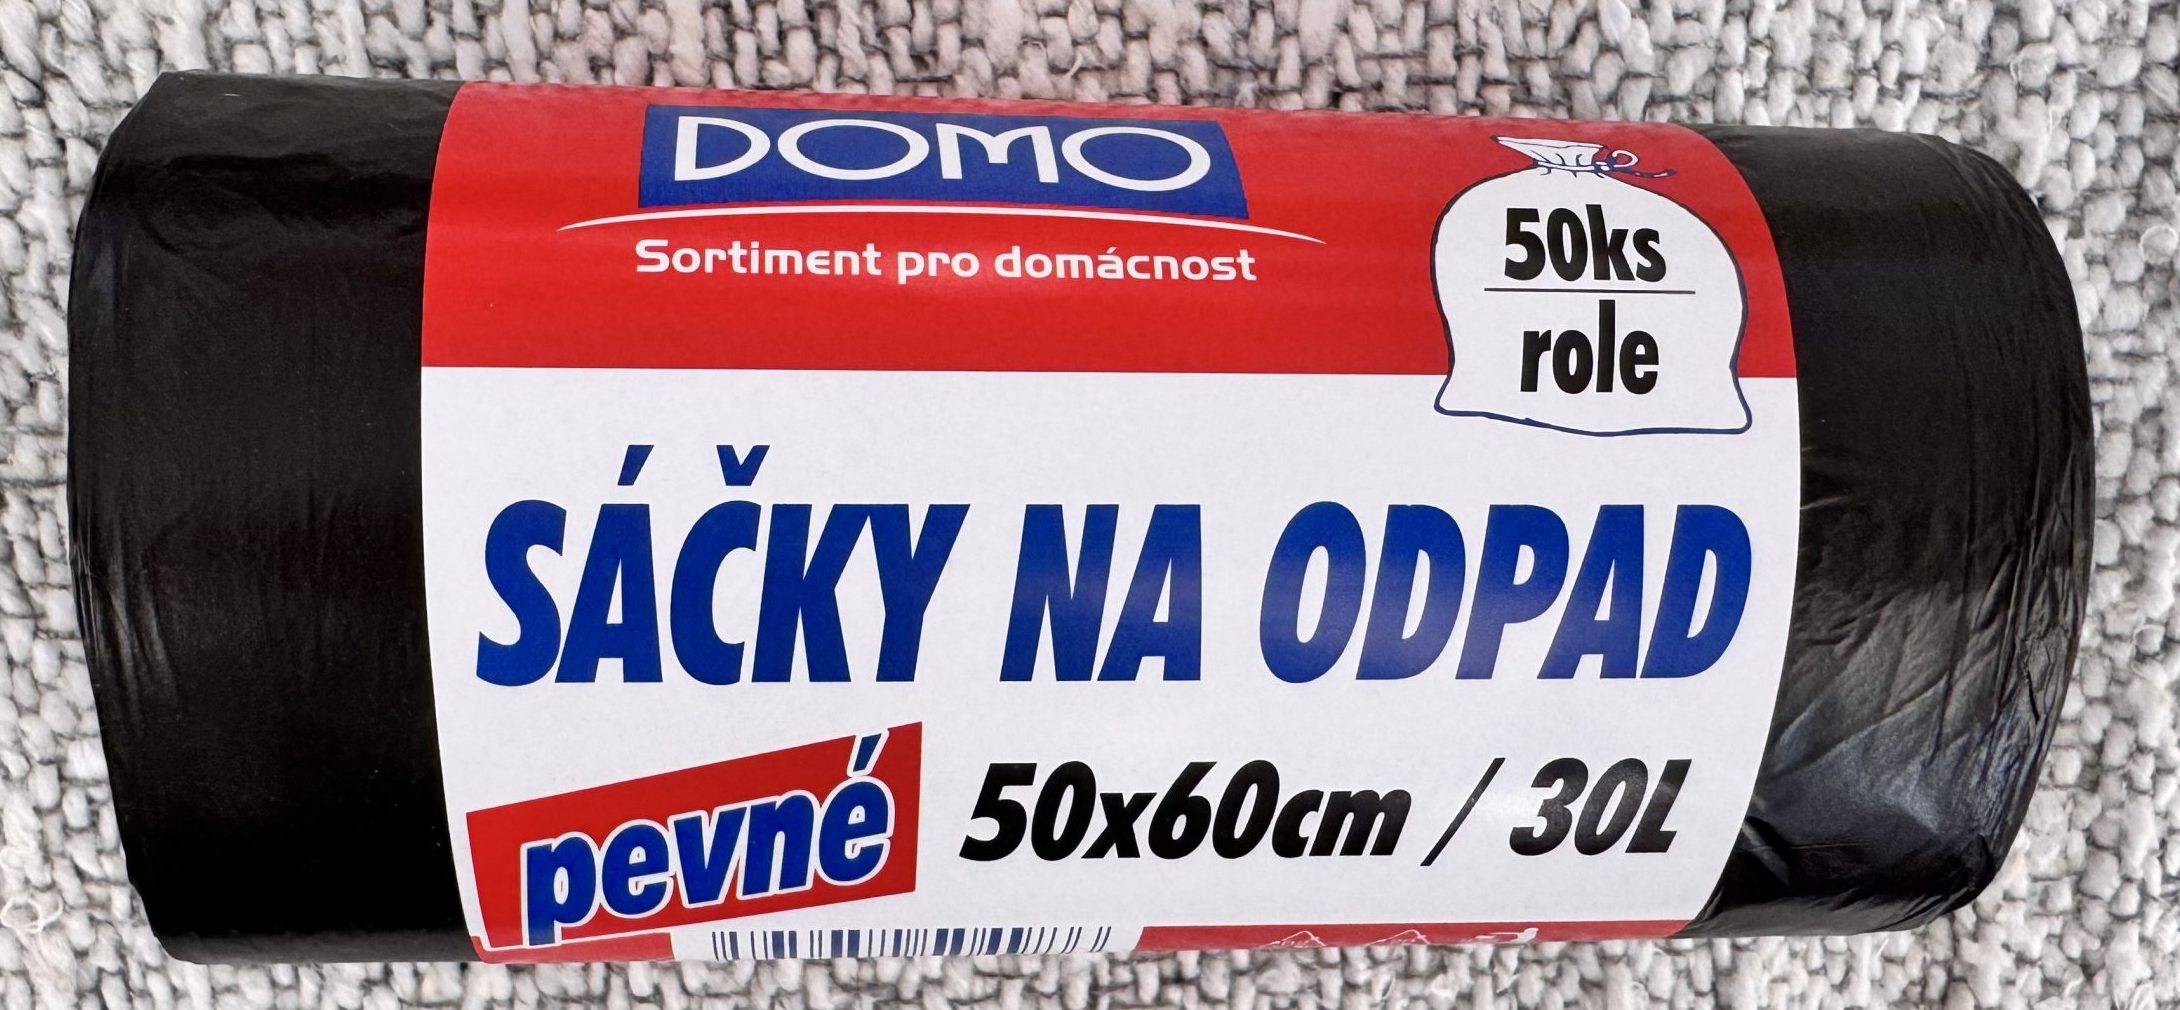 DOMO
Sortiment pro domácnost
50ks
role
SÁČKY NA ODPAD
pevné
50x60cm / 30L